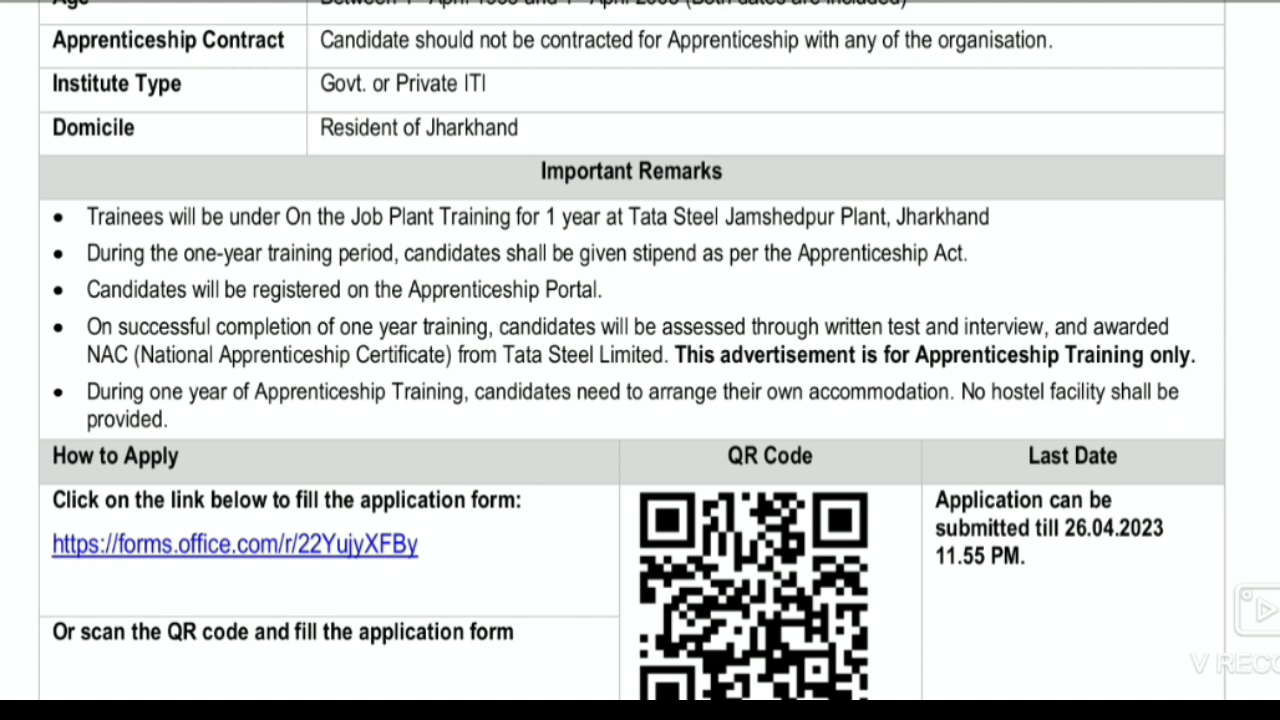 Apprenticeship Contract Candidate should not be contracted for Apprenticeship with any of the organisation.
Institute Type Govt. or Private ITI
Domicile Resident of Jharkhand
Important Remarks
• Trainees will be under On the Job Plant Training for 1 year at Tata Steel Jamshedpur Plant, Jharkhand
• During the one-year training period, candidates shall be given stipend as per the Apprenticeship Act.
• Candidates will be registered on the Apprenticeship Portal.
• On successful completion of one year training, candidates will be assessed through written test and interview, and awarded
NAC (National Apprenticeship Certificate) from Tata Steel Limited. This advertisement is for Apprenticeship Training only.
• During one year of Apprenticeship Training, candidates need to arrange their own accommodation. No hostel facility shall be
provided.
How to Apply QR Code Last Date
Click on the link below to fill the application form:
https://forms.office.com/r/22YujyXFBy
Or scan the QR code and fill the application form
Application can be
submitted till 26.04.2023
11.55 PM.
V RECO